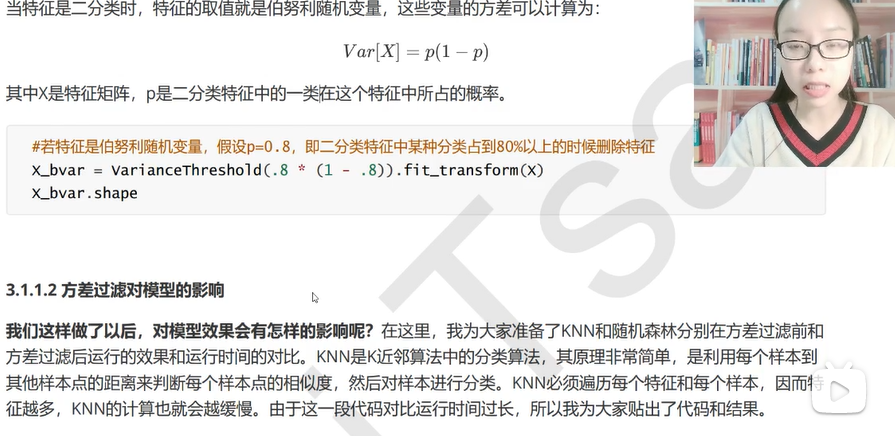 当特征是二分类时，特征的取值就是伯努利随机变量，这些变量的方差可以计算为：
Var[X] = p(1 − p)
其中X是特征矩阵，p是二分类特征中的一类在这个特征中所占的概率。
#若特征是伯努利随机变量，假设p=0.8，即二分类特征中某种分类占到80%以上的时候删除特征
X_bvar = VarianceThreshold(.8 * (1 - .8)).fit_transform(X)
X_bvar.shape
3.1.1.2 方差过滤对模型的影响
我们这样做了以后，对模型效果会有怎样的影响呢？在这里，我为大家准备了KNN和随机森林分别在方差过滤前和
方差过滤后运行的效果和运行时间的对比。KNN是K近邻算法中的分类算法，其原理非常简单，是利用每个样本到
其他样本点的距离来判断每个样本点的相似度，然后对样本进行分类。KNN必须遍历每个特征和每个样本，因而特
征越多，KNN的计算也就会越缓慢。由于这一段代码对比运行时间过长，所以我为大家贴出了代码和结果。